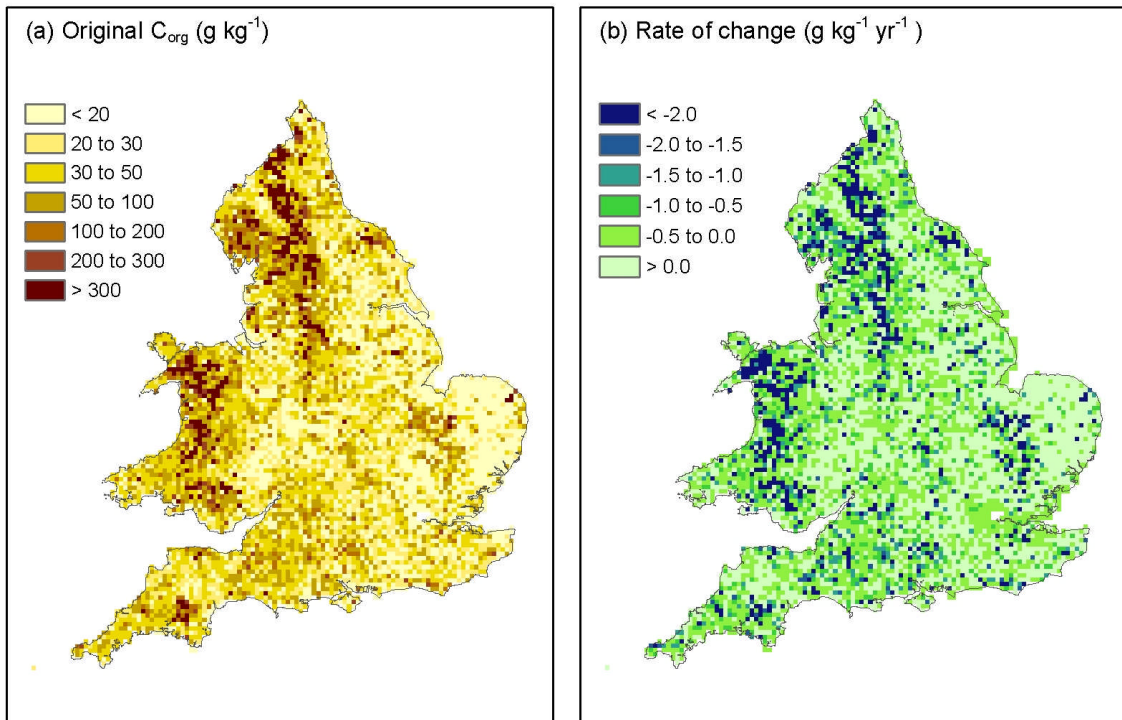 (a) Original Corg (g kg-1)
< 20
20 to 30
30 to 50
50 to 100
100 to 200
200 to 300
> 300
(b) Rate of change (g kg-1 yr-1 )
< -2.0
-2.0 to -1.5
-1.5 to -1.0
-1.0 to -0.5
-0.5 to 0.0
> 0.0